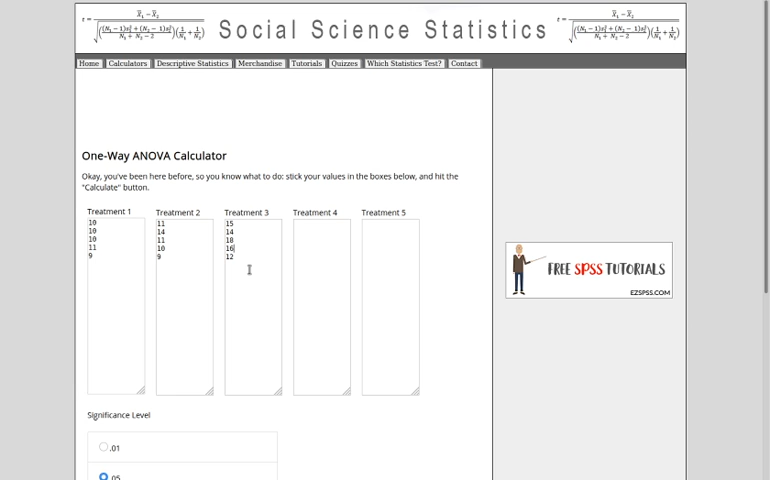 Social Science Statistics
Home Calculators Descriptive Statistics Merchandise Tutorials Quizzes Which Statistics Test? Contact
One-Way ANOVA Calculator
Okay, you've been here before, so you know what to do: stick your values in the boxes below, and hit the
"Calculate" button.
Treatment 1 Treatment 2 Treatment 3 Treatment 4 Treatment 5
10 11 15
10 14 14
10 11 18
11 10 16
9 9 12
FREE SPSS TUTORIALS
EZSPSS.COM
Significance Level
.01
.05